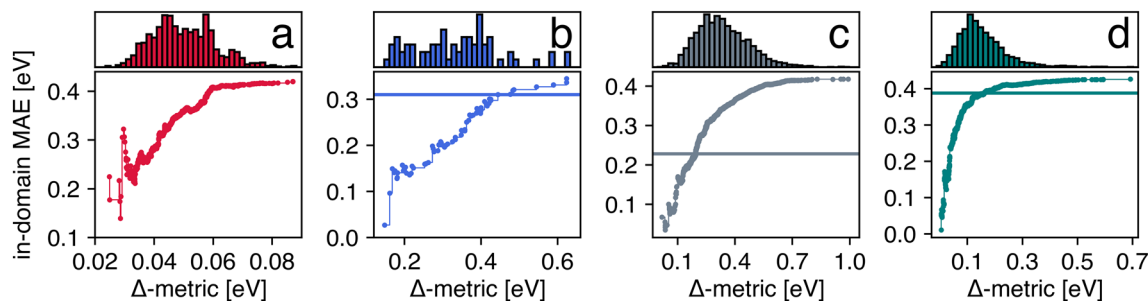 a b c d
in-domain MAE [eV]
0.4 0.3 0.4 0.4
0.3 0.2 0.3 0.3
0.2 0.1 0.2 0.2
0.1 0.0 0.1 0.1
0.0
0.02 0.04 0.06 0.08 0.2 0.4 0.6 0.1 0.4 0.7 1.0 0.1 0.3 0.5 0.7
Δ-metric [eV] Δ-metric [eV] Δ-metric [eV] Δ-metric [eV]